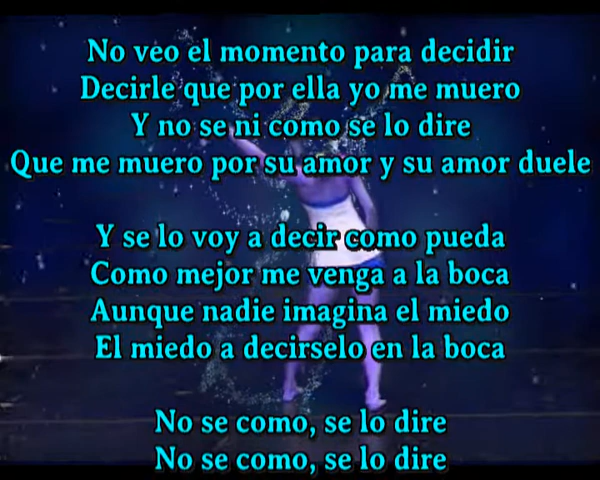 No veo el momento para decidir
Decirle que por ella yo me muero
Y no se ni como se lo dire
Que me muero por su amor y su amor duele
Y se lo voy a decir como pueda
Como mejor me venga a la boca
Aunque nadie imagina el miedo
El miedo a decirselo en la boca
No se como, se lo dire
No se como, se lo dire